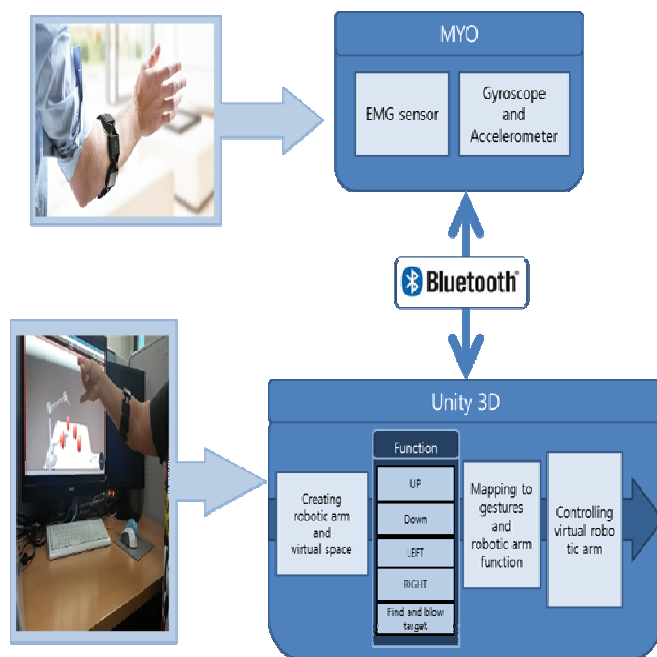 MYO
EMG sensor
Gyroscope
and
Accelerometer
Bluetooth®
Unity 3D
Creating
robotic arm
and
virtual space
Function
UP
Down
LEFT
RIGHT
Find and blow
target
Mapping to
gestures
and
robotic arm
function
Controlling
virtual robo
tic arm